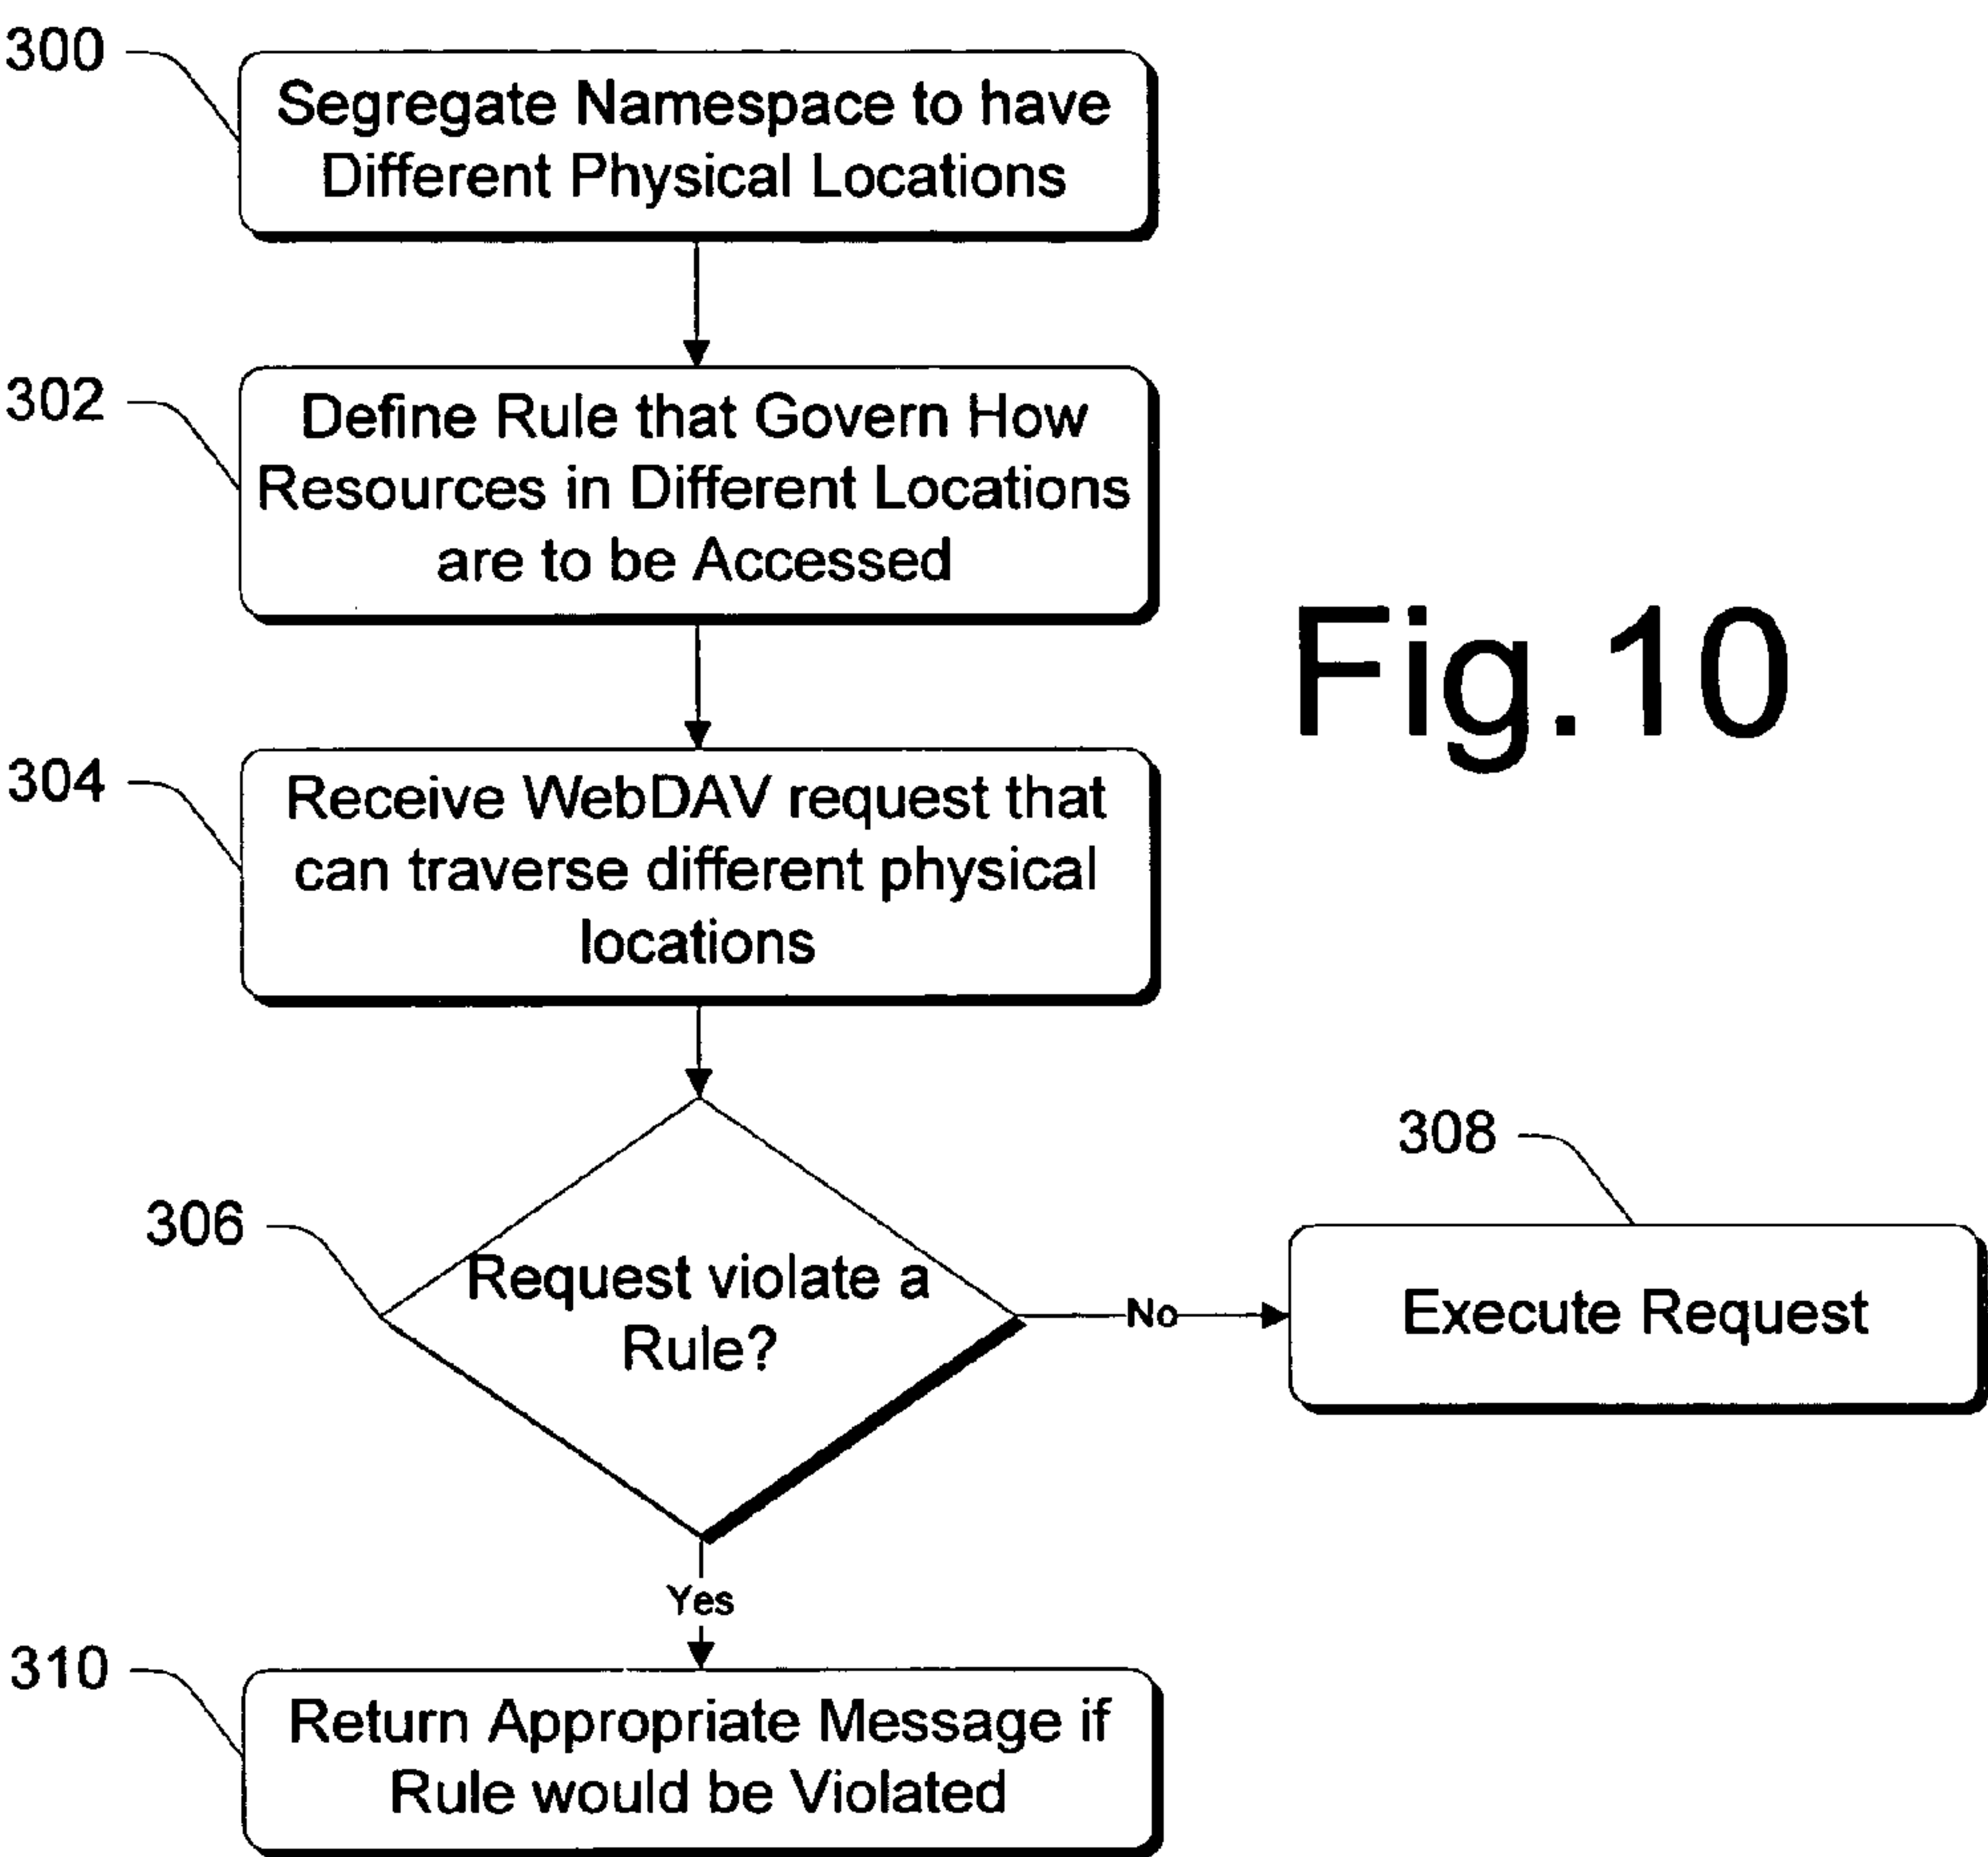 300
Segregate Namespace to have
Different Physical Locations
302
Define Rule that Govern How
Resources in Different Locations
are to be Accessed
Fig.10
304
Receive WebDAV request that
can traverse different physical
locations
308
306
Request violate a
Rule?
No
Execute Request
Yes
310
Return Appropriate Message if
Rule would be Violated